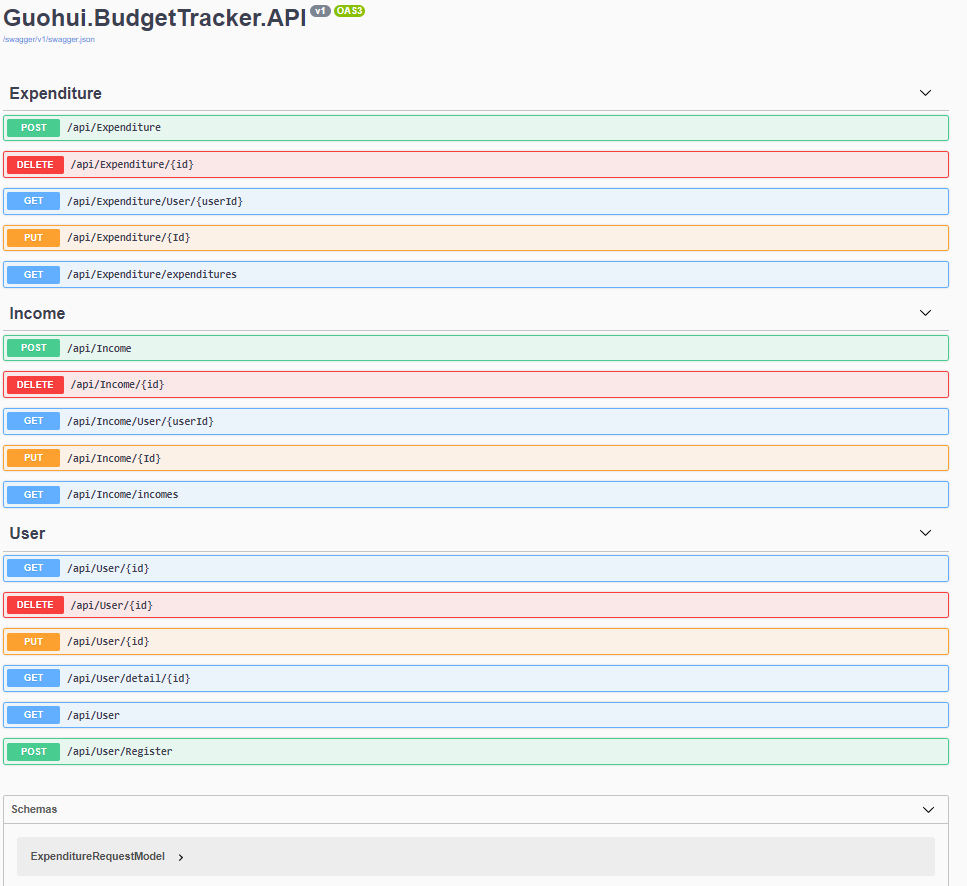 Guohui.BudgetTracker.API v1 OAS3
/swagger/v1/swagger.json
Expenditure
POST /api/Expenditure
DELETE /api/Expenditure/{id}
GET /api/Expenditure/User/{userId}
PUT /api/Expenditure/{Id}
GET /api/Expenditure/expenditures
Income
POST /api/Income
DELETE /api/Income/{id}
GET /api/Income/User/{userId}
PUT /api/Income/{Id}
GET /api/Income/incomes
User
GET /api/User/{id}
DELETE /api/User/{id}
PUT /api/User/{id}
GET /api/User/detail/{id}
GET /api/User
POST /api/User/Register
Schemas
ExpenditureRequestModel